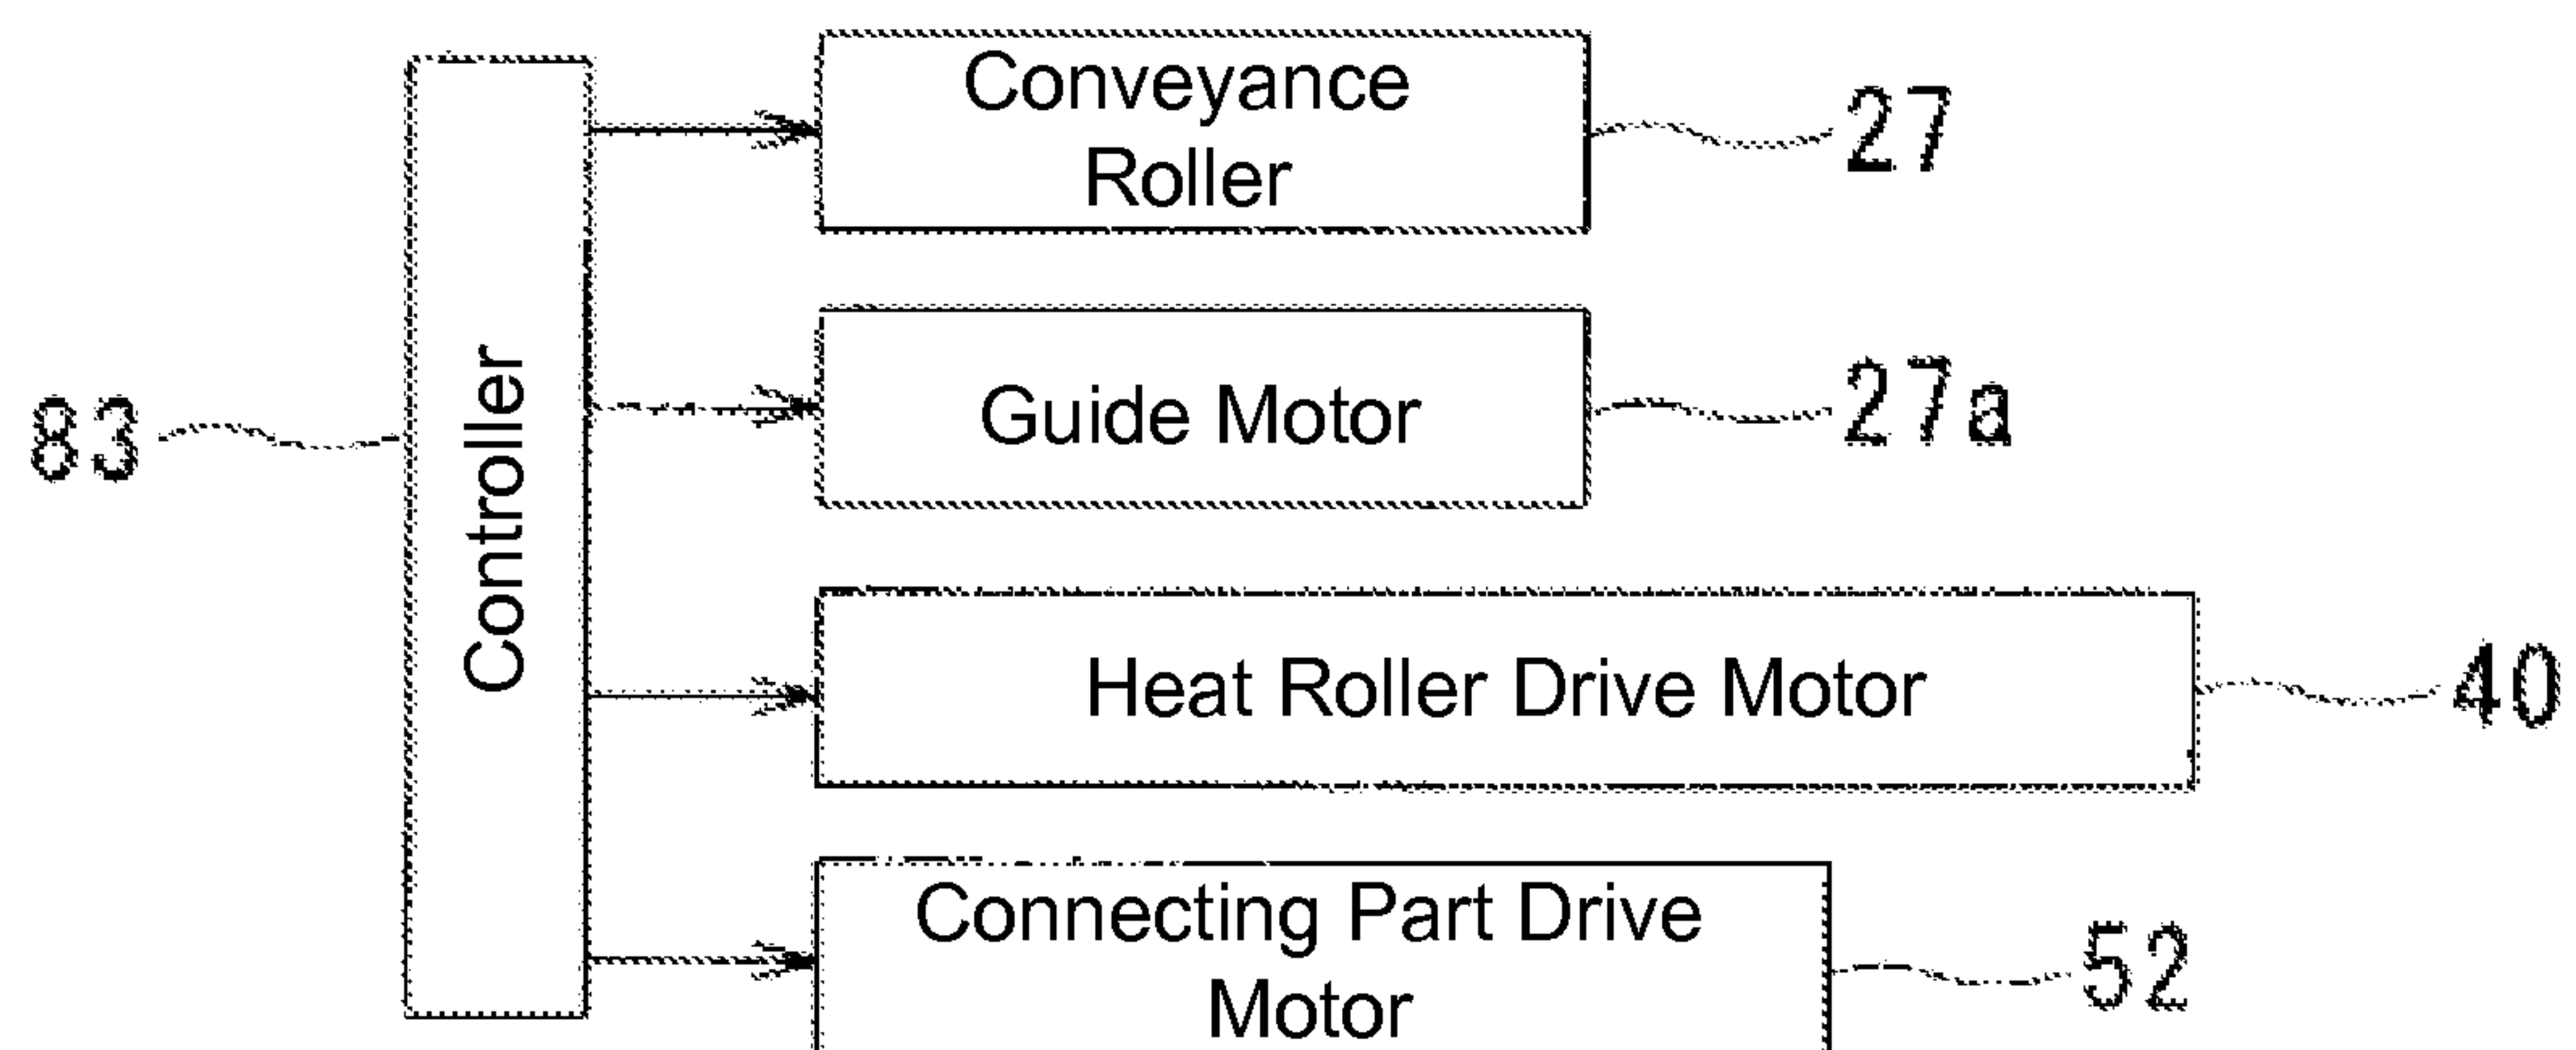 Conveyance
Roller
27
Guide Motor
27a
83
Controller
Heat Roller Drive Motor
40
Connecting Part Drive
Motor
52